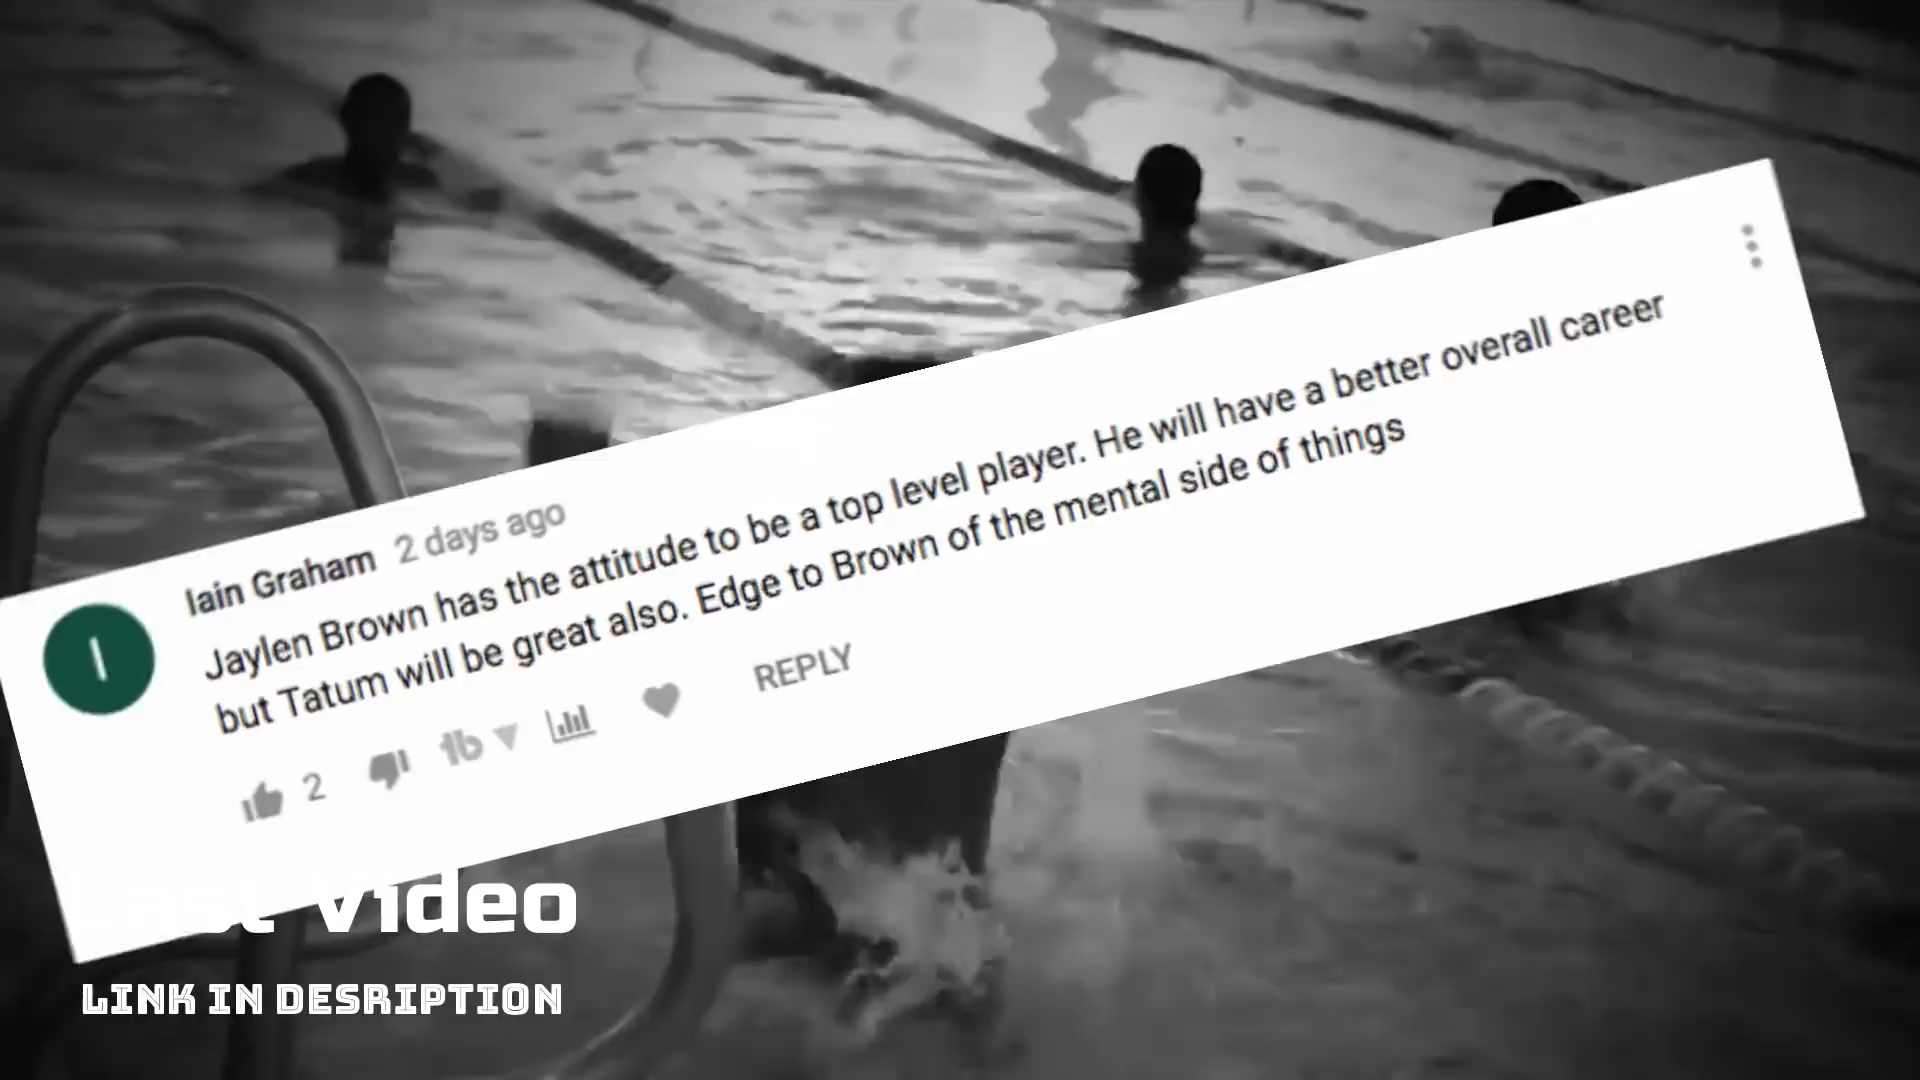 Iain Graham 2 days ago
Jaylen Brown has the attitude to be a top level player. He will have a better overall career
but Tatum will be great also. Edge to Brown of the mental side of things
2 REPLY
Last Video
LINK IN DESRIPTION